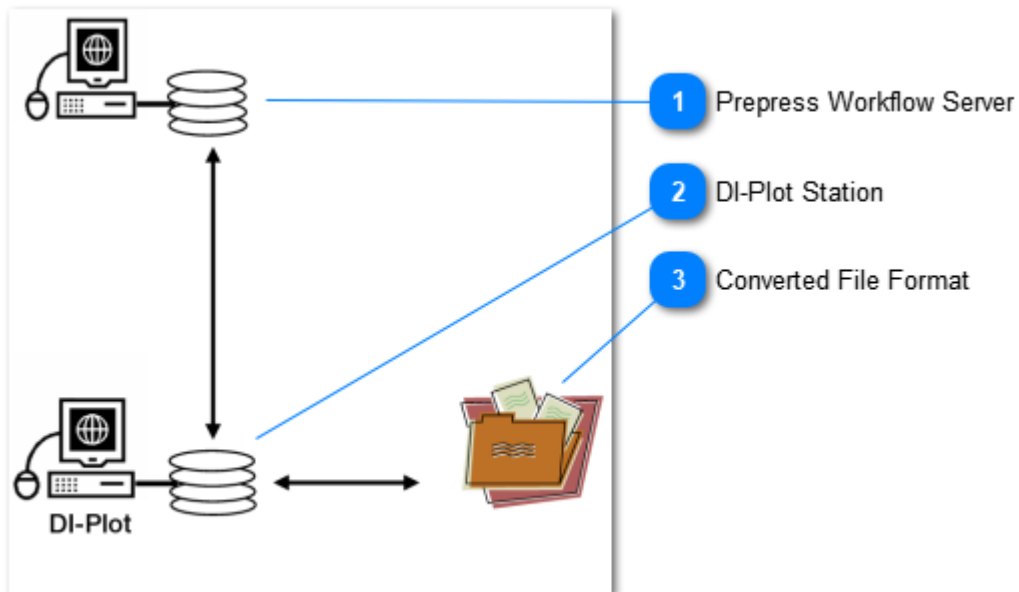 1 Prepress Workflow Server
2 DI-Plot Station
3 Converted File Format
DI-Plot